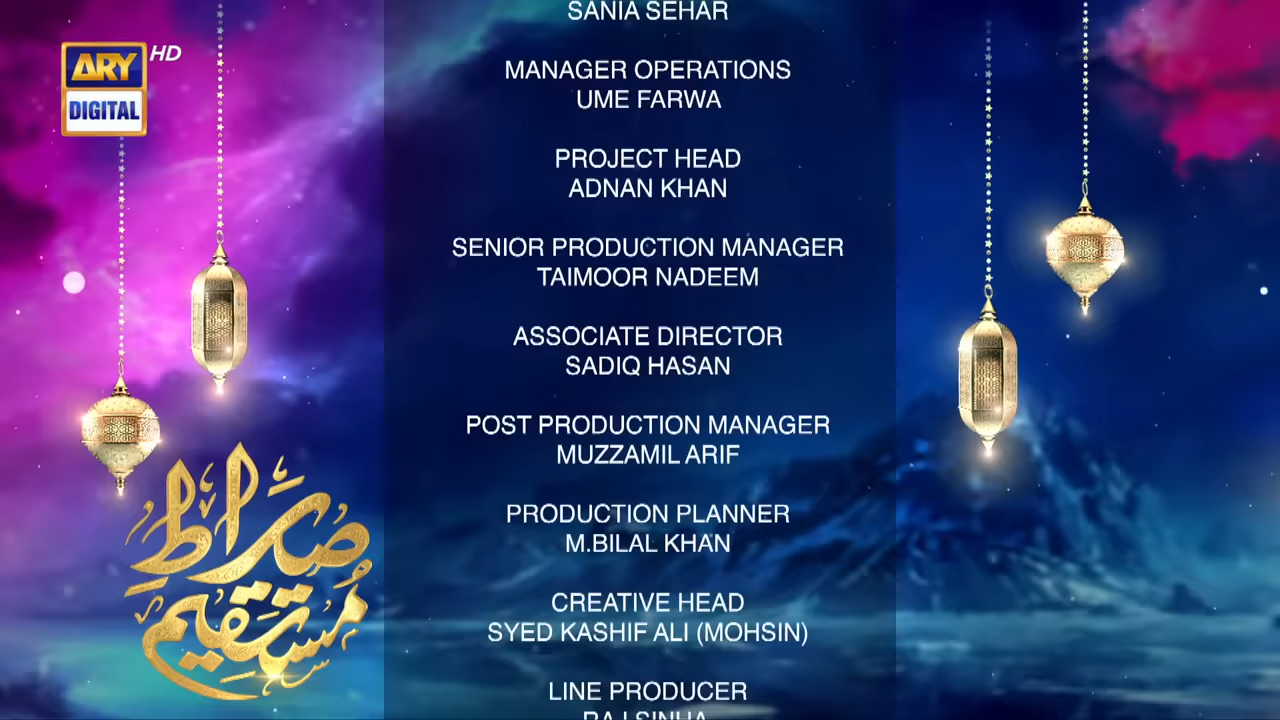 ARY HD
DIGITAL
SANIA SEHAR
MANAGER OPERATIONS
UME FARWA
PROJECT HEAD
ADNAN KHAN
SENIOR PRODUCTION MANAGER
TAIMOOR NADEEM
ASSOCIATE DIRECTOR
SADIQ HASAN
POST PRODUCTION MANAGER
MUZZAMIL ARIF
PRODUCTION PLANNER
M.BILAL KHAN
CREATIVE HEAD
SYED KASHIF ALI (MOHSIN)
LINE PRODUCER
صراطِ
مُستقیم